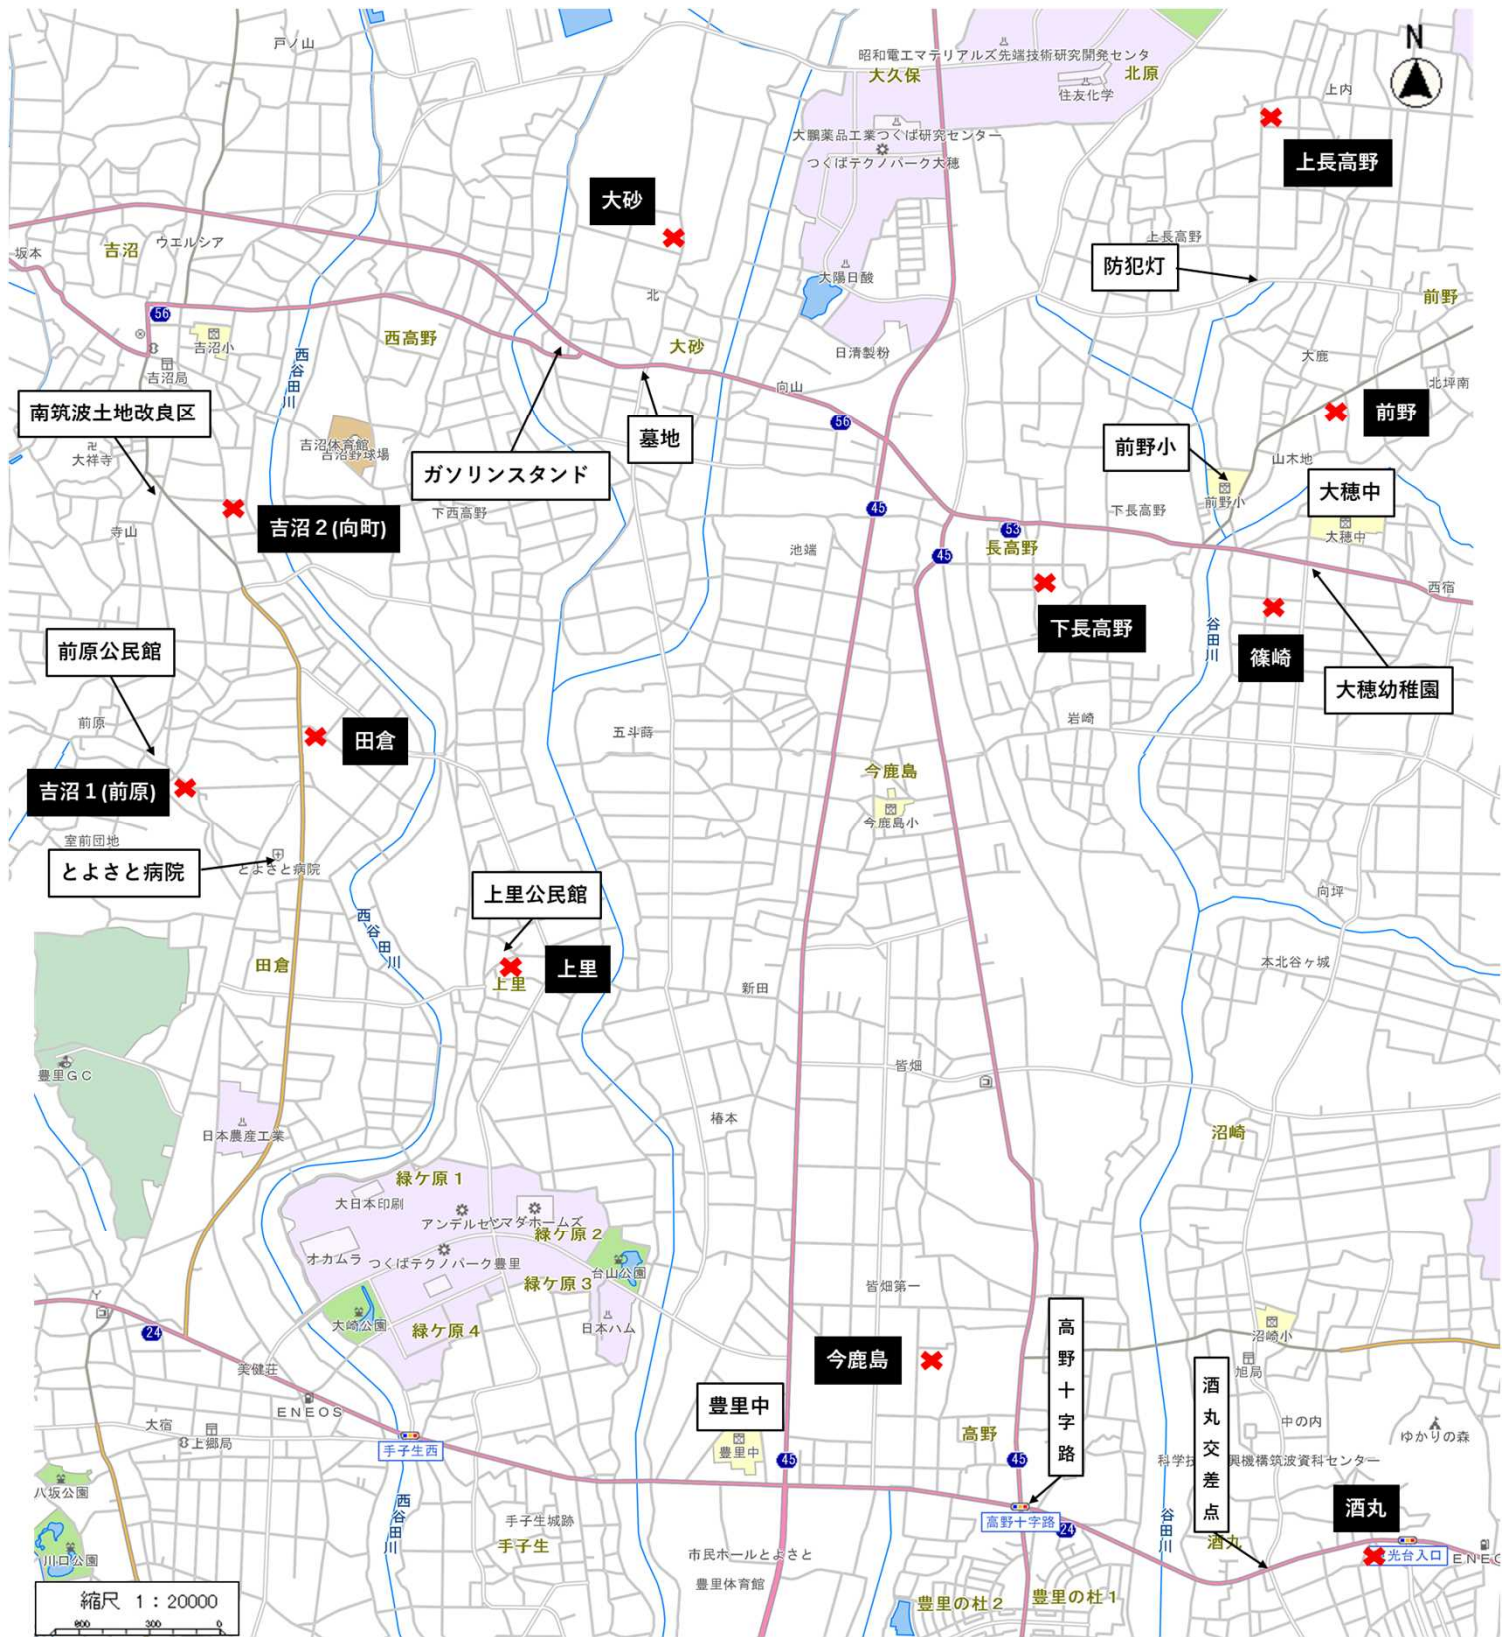 戸ノ山
昭和電工マテリアルズ先端技術研究開発センタ
大久保
北原
住友化学
N
上内
大鵬薬品工業つくば研究センター
つくばテクノパーク大穂
上長高野
大砂
吉沼
ウエルシア
坂本
上長高野
防犯灯
大陽日酸
北
前野
56
吉沼小
西高野
大砂
日清製粉
大鹿
吉沼局
西谷田川
向山
北坪南
南筑波土地改良区
墓地
56
前野
大祥寺
吉沼体育館
吉沼野球場
ガソリンスタンド
前野小
山木地
大穂中
前野小
寺山
吉沼2(向町)
下西高野
45
下長高野
大穂中
53
池端
45
長高野
西宿
下長高野
谷田川
篠崎
前原公民館
大穂幼稚園
前原
田倉
五斗蒔
岩崎
吉沼1(前原)
今鹿島
今鹿島小
室前団地
とよさと病院
とよさと病院
上里公民館
向坪
西谷田川
田倉
上里
上里
本北谷ヶ城
新田
豊里GC
皆畑
日本農産工業
椿本
沼崎
緑ケ原1
大日本印刷
アンデルセン
マダホームズ
緑ケ原2
オカムラ
つくばテクノパーク豊里
緑ケ原3
台山公園
皆畑第一
大崎公園
緑ケ原4
日本ハム
24
沼崎小
高野十字路
今鹿島
旭局
美健荘
酒丸交差点
豊里中
ENEOS
大宿
上郷局
中の内
ゆかりの森
手子生西
豊里中
高野
45
45
科学技
興機構筑波資料センター
八坂公園
西谷田川
酒丸
手子生城跡
高野十字路
24
谷田川
手子生
酒丸
川口公園
市民ホールとよさと
光台入口
ENEO
豊里体育館
縮尺 1:20000
豊里の杜2
豊里の杜1
600 300 0